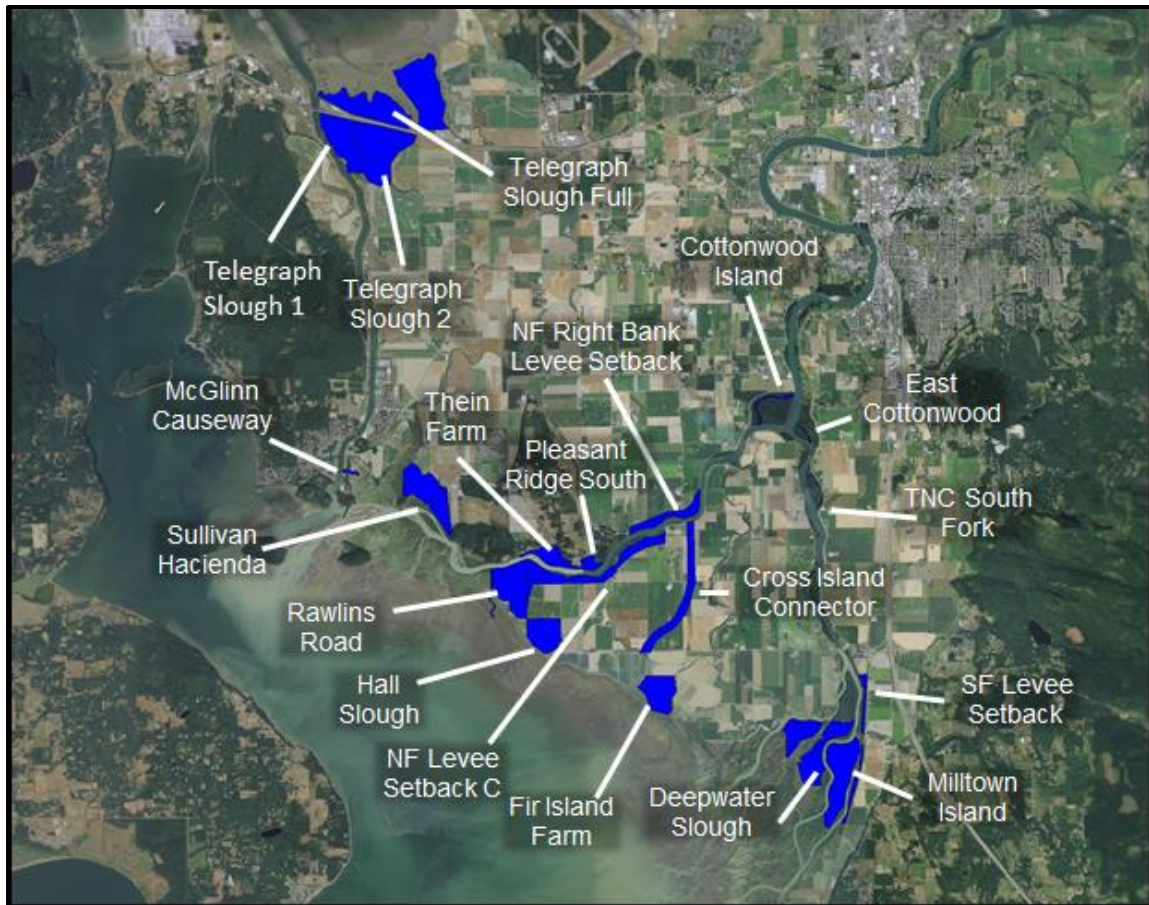 Telegraph
Slough Full
Telegraph
Slough 1
Telegraph
Slough 2
Cottonwood
Island
NF Right Bank
Levee Setback
McGlinn
Causeway
Thein
Farm
East
Cottonwood
Pleasant
Ridge South
TNC South
Fork
Sullivan
Hacienda
Cross Island
Connector
Rawlins
Road
Hall
Slough
SF Levee
Setback
NF Levee
Setback C
Fir Island
Farm
Deepwater
Slough
Milltown
Island